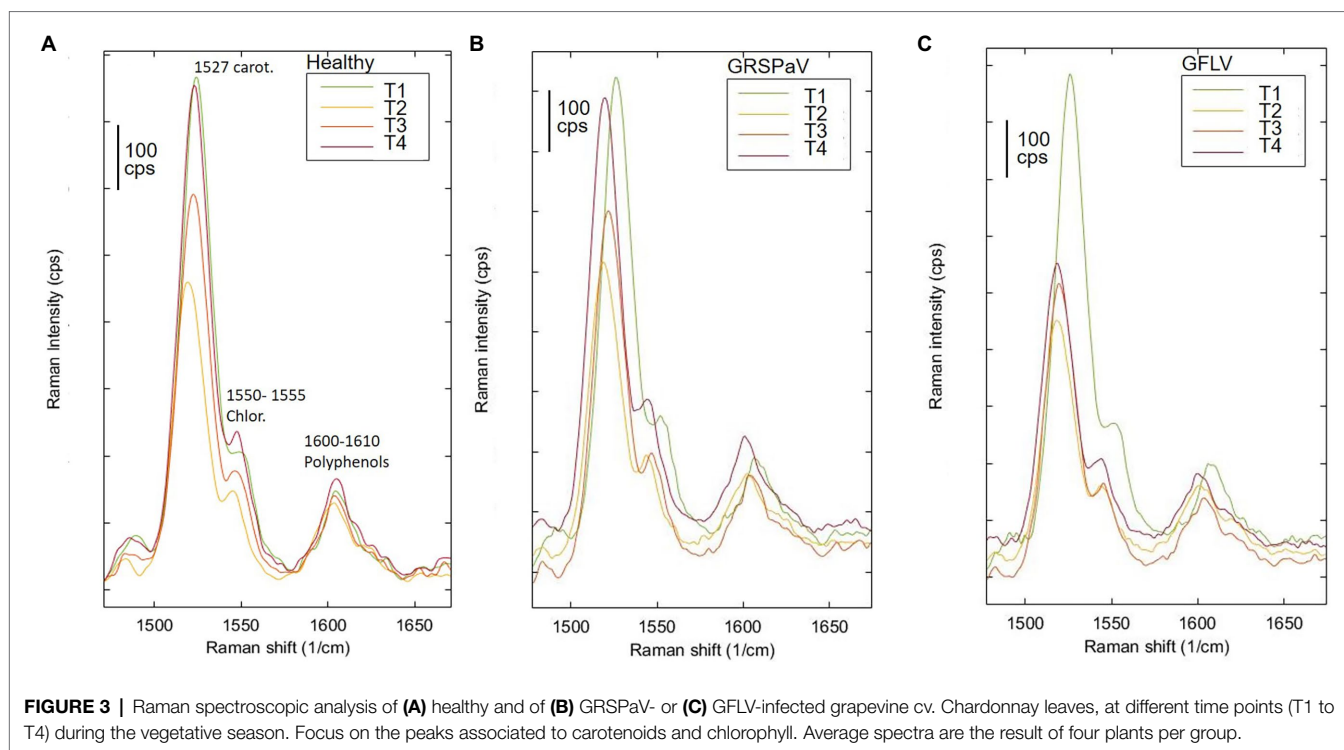 A
Healthy
1527 carot.
T1
T2
T3
T4
100
cps
1550- 1555
Chlor.
1600-1610
Polyphenols
Raman Intensity (cps)
1500
1550
1600
1650
Raman shift (1/cm)
B
GRSPaV
T1
T2
T3
T4
100
cps
Raman intensity (cps)
1500
1550
1600
1650
Raman shift (1/cm)
C
GFLV
T1
T2
T3
T4
100
cps
Raman intensity (cps)
1500
1550
1600
1650
Raman shift (1/cm)
FIGURE 3 | Raman spectroscopic analysis of (A) healthy and of (B) GRSPaV- or (C) GFLV-infected grapevine cv. Chardonnay leaves, at different time points (T1 to
T4) during the vegetative season. Focus on the peaks associated to carotenoids and chlorophyll. Average spectra are the result of four plants per group.